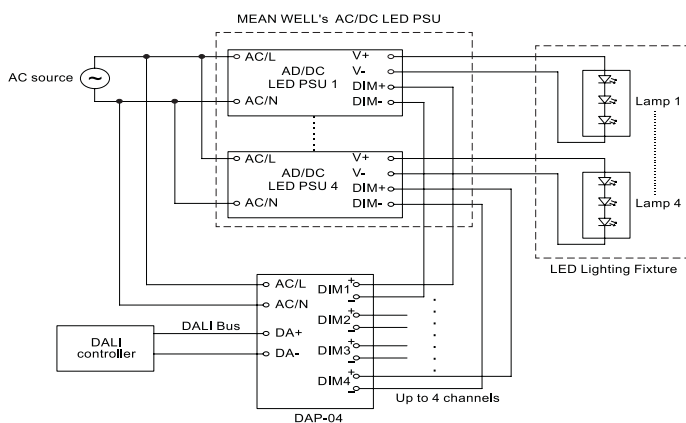 MEAN WELL's AC/DC LED PSU
AC source
AC/L
AC/N
AD/DC
LED PSU 1
V+
V-
DIM+
DIM-
AC/L
AC/N
AD/DC
LED PSU 4
V+
V-
DIM+
DIM-
Lamp 1
Lamp 4
LED Lighting Fixture
DALI
controller
DALI Bus
AC/L
AC/N
DA+
DA-
DIM1
+
-
DIM2
+
-
DIM3
+
-
DIM4
+
-
Up to 4 channels
DAP-04